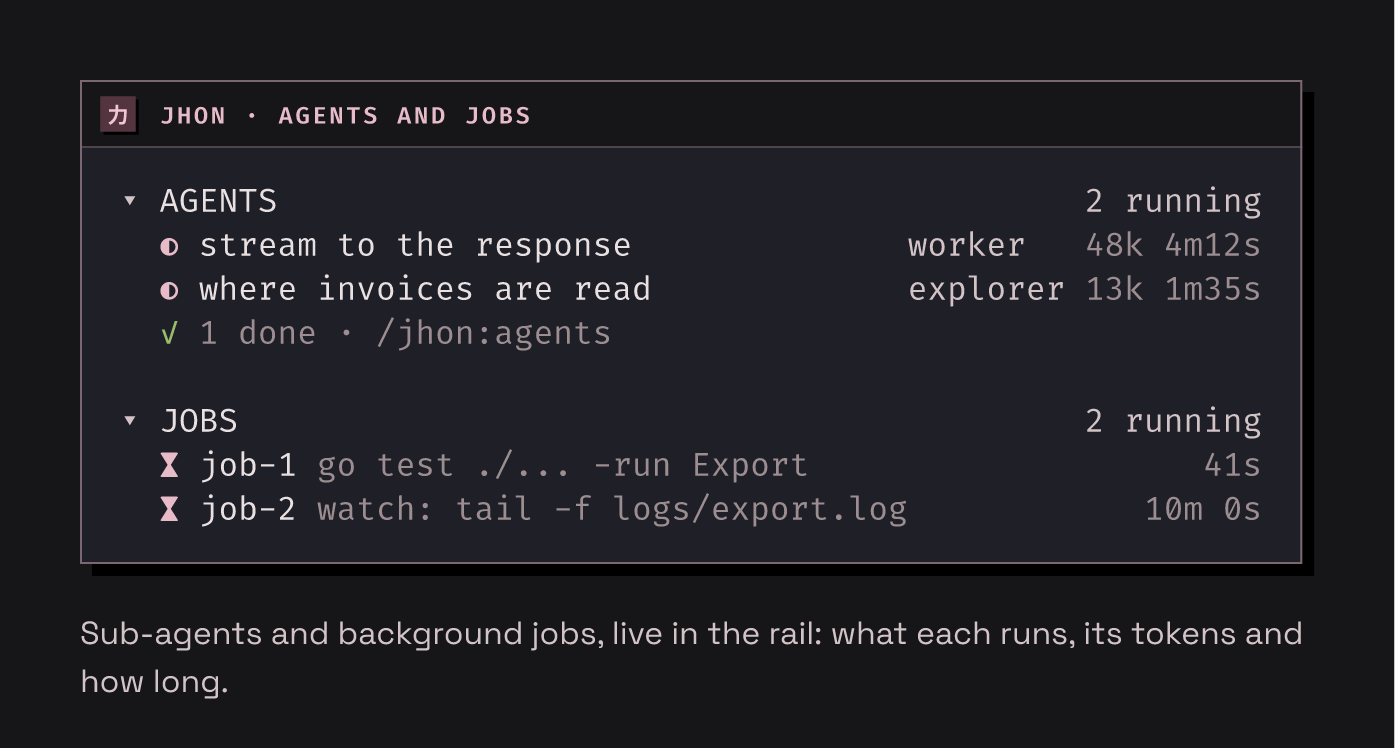 力 JHON · AGENTS AND JOBS
▾ AGENTS 2 running
◐ stream to the response worker 48k 4m12s
◐ where invoices are read explorer 13k 1m35s
√ 1 done · /jhon:agents
▾ JOBS 2 running
⧗ job-1 go test ./... -run Export 41s
⧗ job-2 watch: tail -f logs/export.log 10m 0s
Sub-agents and background jobs, live in the rail: what each runs, its tokens and
how long.